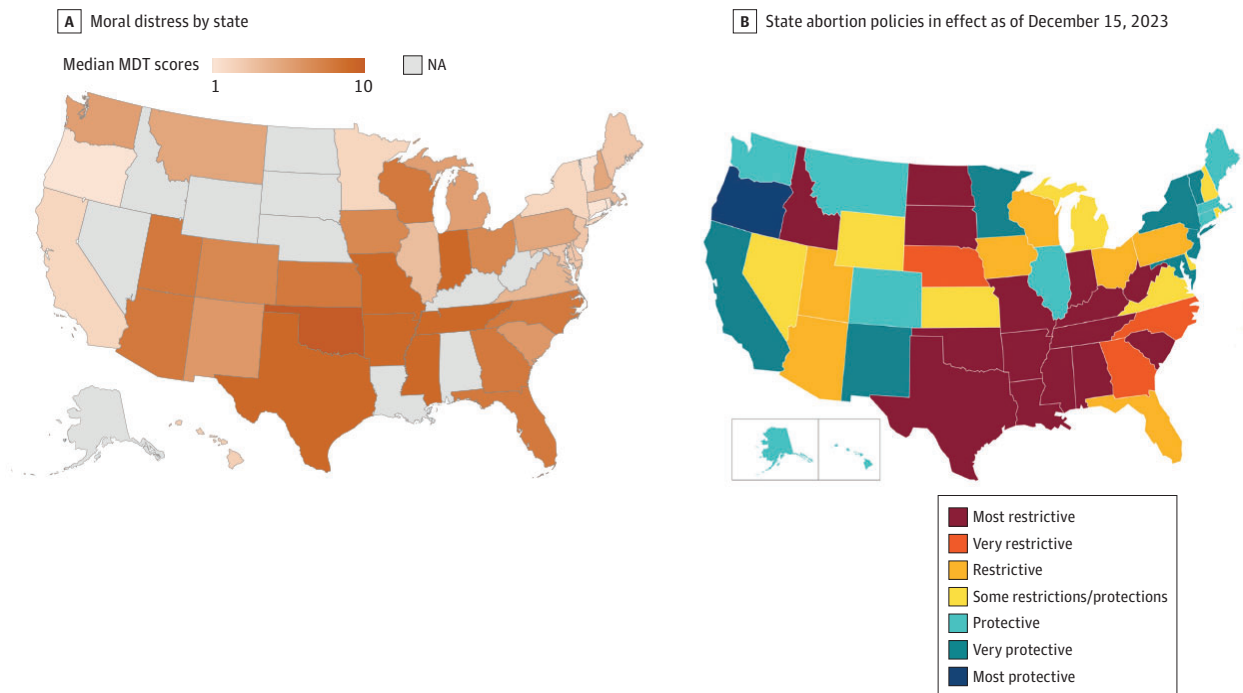 A Moral distress by state
Median MDT scores
1 10
NA
B State abortion policies in effect as of December 15, 2023
Most restrictive
Very restrictive
Restrictive
Some restrictions/protections
Protective
Very protective
Most protective